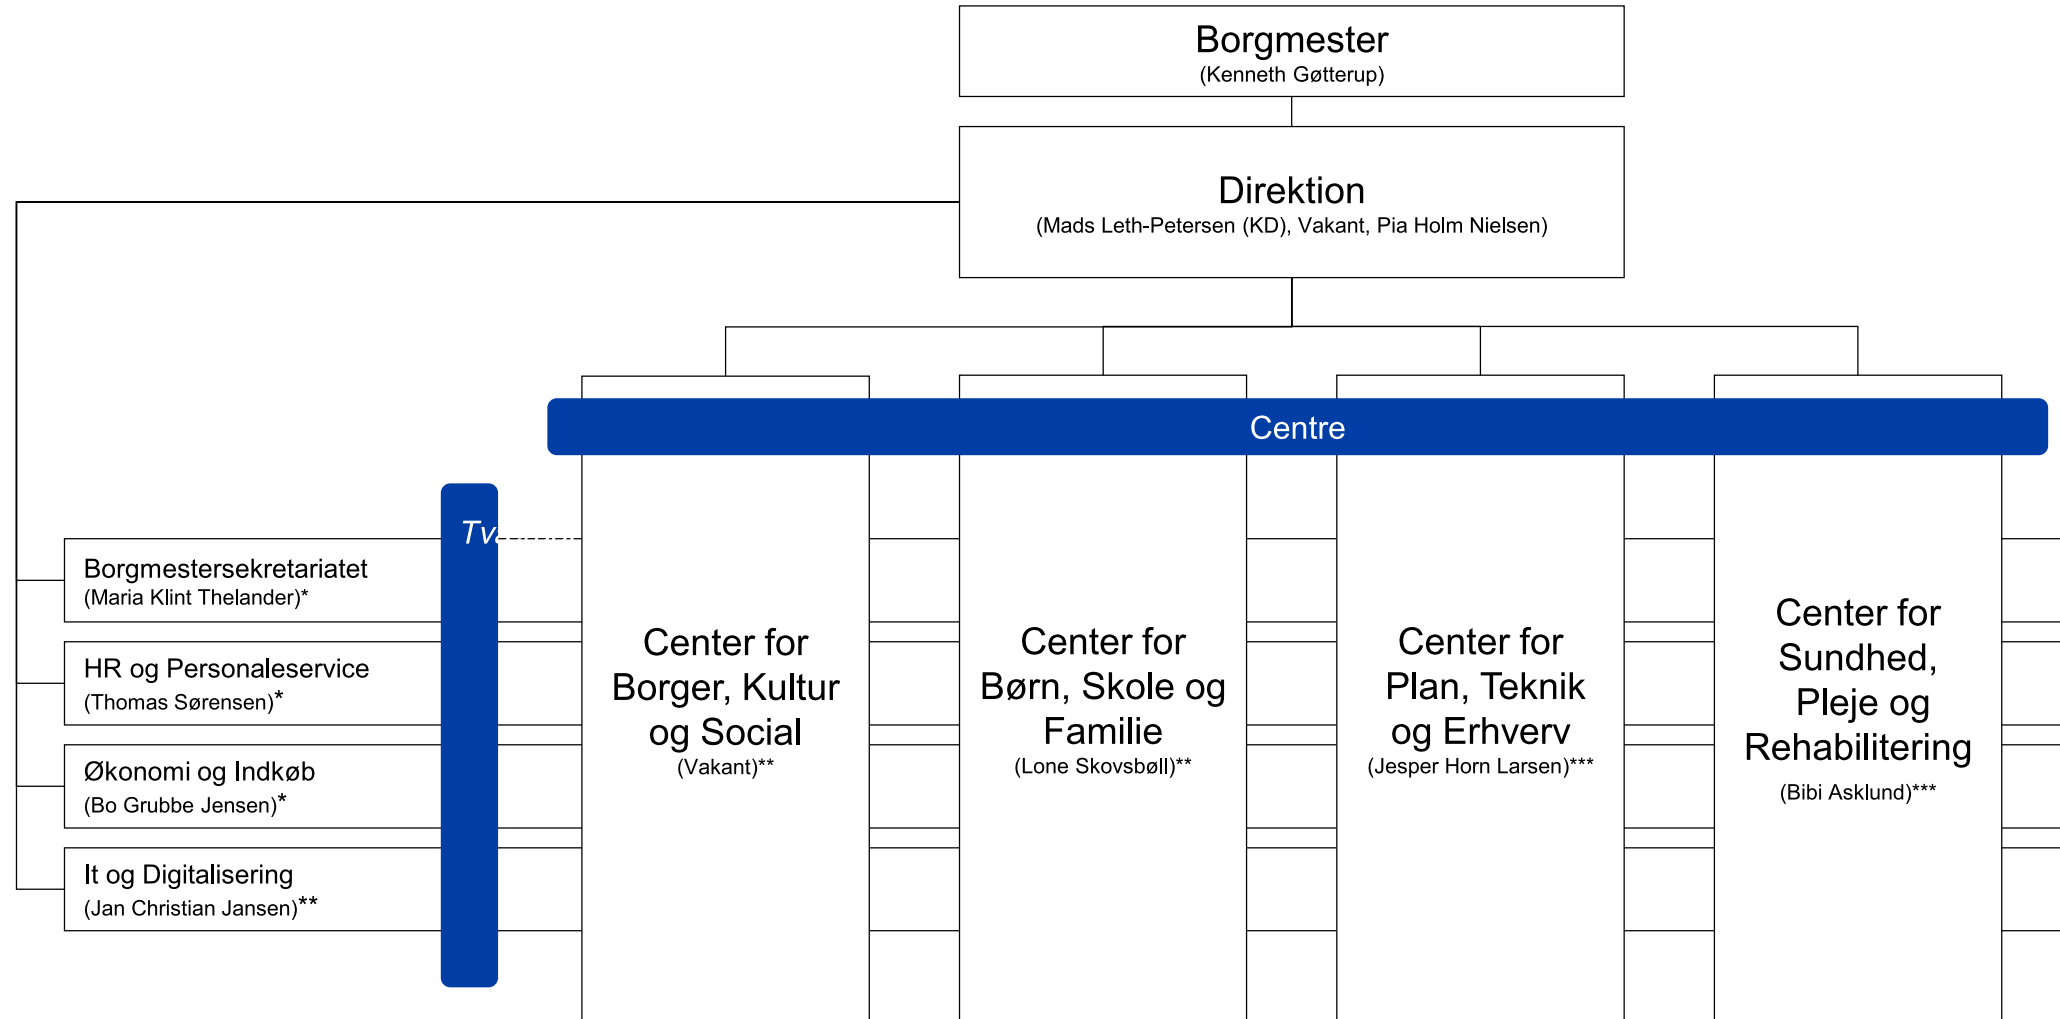 Borgmester
(Kenneth Gøtterup)
Direktion
(Mads Leth-Petersen (KD), Vakant, Pia Holm Nielsen)
Centre
Borgmestersekretariatet
(Maria Klint Thelander)*
HR og Personaleservice
(Thomas Sørensen)*
Økonomi og Indkøb
(Bo Grubbe Jensen)*
It og Digitalisering
(Jan Christian Jansen)**
Center for
Borger, Kultur
og Social
(Vakant)**
Center for
Børn, Skole og
Familie
(Lone Skovsbøll)**
Center for
Plan, Teknik
og Erhverv
(Jesper Horn Larsen)***
Center for
Sundhed,
Pleje og
Rehabilitering
(Bibi Asklund)***